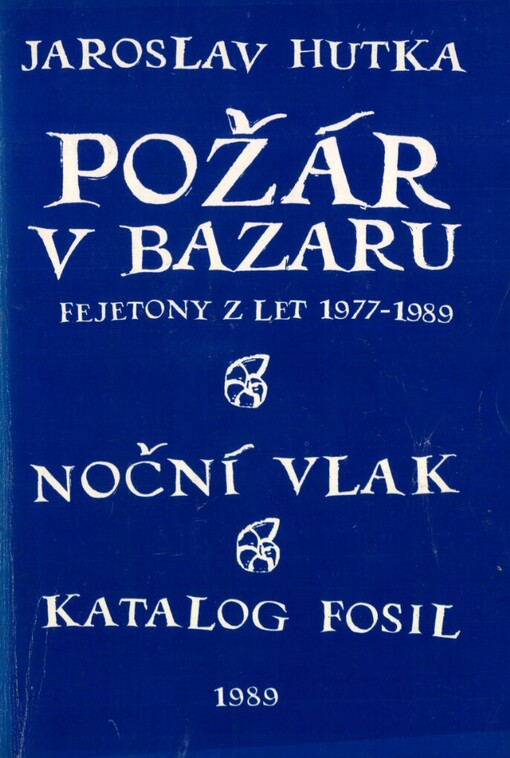 JAROSLAV HUTKA
POŽÁR
V BAZARU
FEJETONY Z LET 1977-1989
NOČNÍ VLAK
KATALOG FOSIL
1989